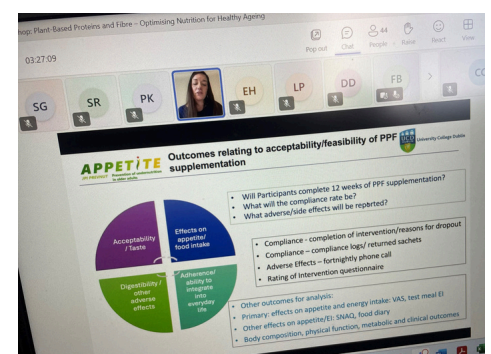 hop: Plant-Based Proteins and Fibre – Optimising Nutrition for Healthy Ageing
03:27:09
Pop out
Chat
44
People
Raise
React
View
SG
SR
PK
EH
LP
DD
FB
APPETITE
Outcomes relating to acceptability/feasibility of PPF
supplementation
University College Dublin
• Will Participants complete 12 weeks of PPF supplementation?
• What will the compliance rate be?
• What adverse/side effects will be reported?
Acceptability
/ Taste
Effects on
appetite/
food intake
Digestibility /
other
adverse
effects
Adherence/
ability to
integrate
into
everyday
life
• Compliance - completion of intervention/reasons for dropout
• Compliance – compliance logs/ returned sachets
• Adverse Effects – fortnightly phone call
• Rating of Intervention questionnaire
• Other outcomes for analysis:
• Primary: effects on appetite and energy intake: VAS, test meal EI
• Other effects on appetite/EI: SNAQ, food diary
• Body composition, physical function, metabolic and clinical outcomes